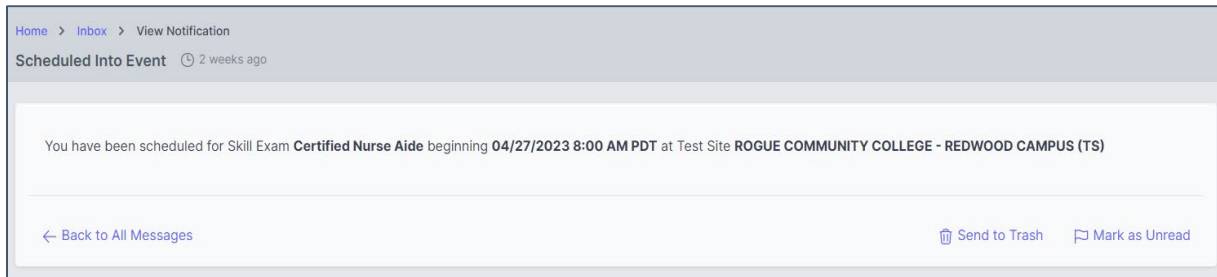 Home > Inbox > View Notification
Scheduled Into Event 2 weeks ago
You have been scheduled for Skill Exam Certified Nurse Aide beginning 04/27/2023 8:00 AM PDT at Test Site ROGUE COMMUNITY COLLEGE - REDWOOD CAMPUS (TS)
← Back to All Messages Send to Trash Mark as Unread